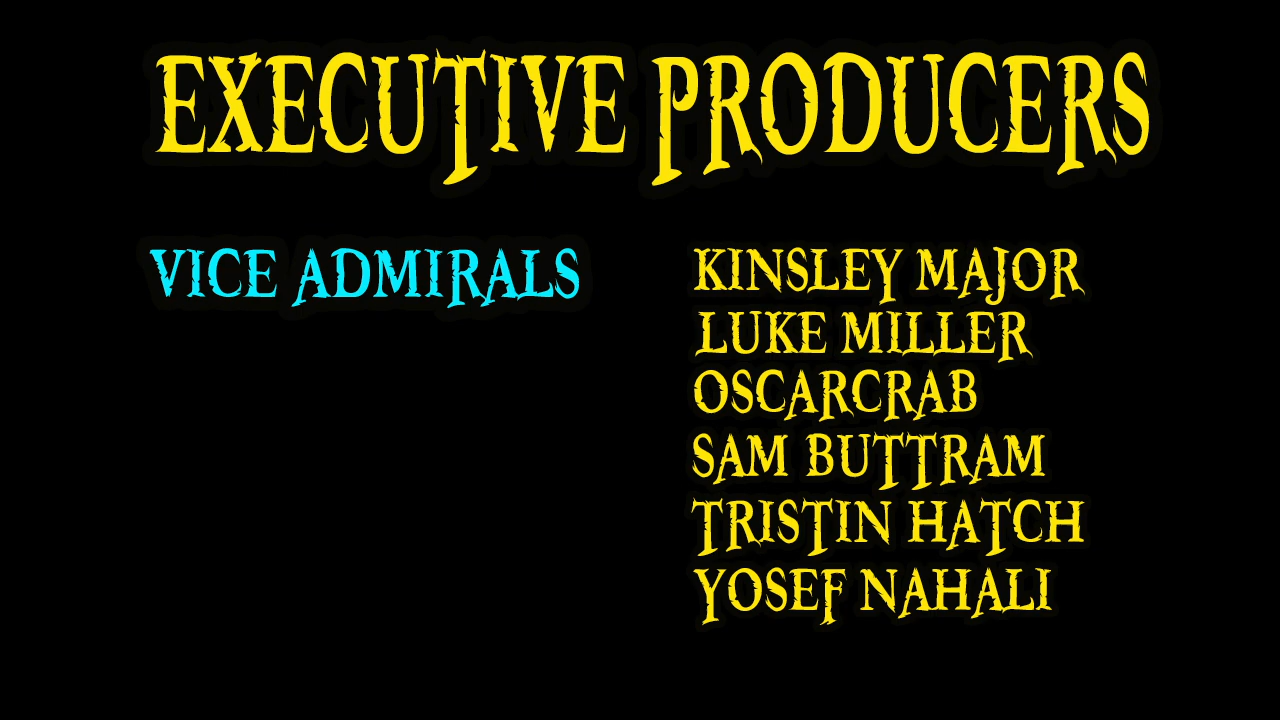 EXECUTIVE PRODUCERS
VICE ADMIRALS
KINSLEY MAJOR
LUKE MILLER
OSCARCRAB
SAM BUTTRAM
TRISTIN HATCH
YOSEF NAHALI